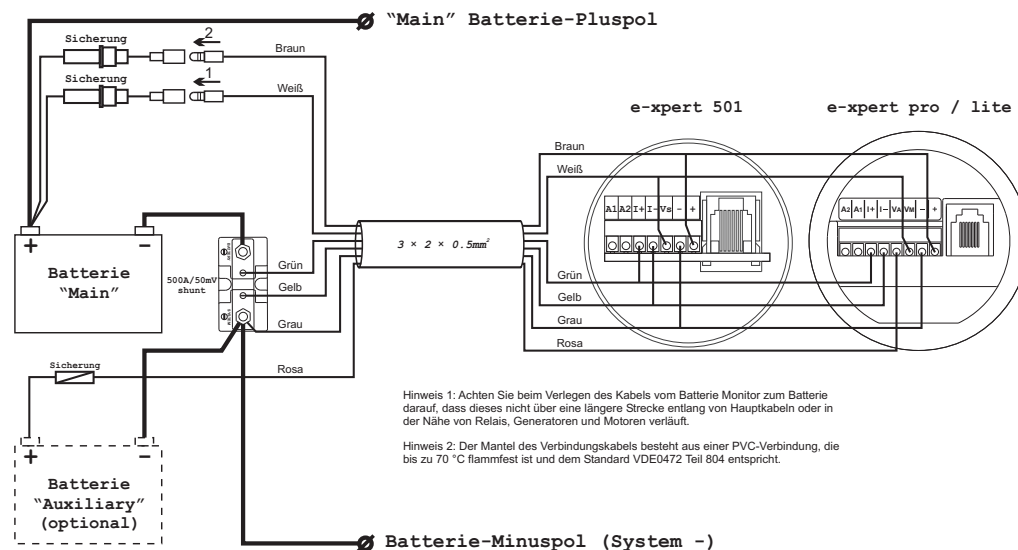 "Main" Batterie-Pluspol
Sicherung
2
Braun
Sicherung
1
Weiß
e-xpert 501
e-xpert pro / lite
Braun
Weiß
A1 A2 I+ I- Vs - +
A2 A1 I+ I- VA VM - +
+ -
Batterie
"Main"
500A/50mV
shunt
3 × 2 × 0.5mm²
Grün
Gelb
Grau
Rosa
Grün
Gelb
Grau
Rosa
Sicherung
Hinweis 1: Achten Sie beim Verlegen des Kabels vom Batterie Monitor zum Batterie
darauf, dass dieses nicht über eine längere Strecke entlang von Hauptkabeln oder in
der Nähe von Relais, Generatoren und Motoren verläuft.
Hinweis 2: Der Mantel des Verbindungskabels besteht aus einer PVC-Verbindung, die
bis zu 70 °C flammfest ist und dem Standard VDE0472 Teil 804 entspricht.
+ -
Batterie
"Auxiliary"
(optional)
Batterie-Minuspol (System -)